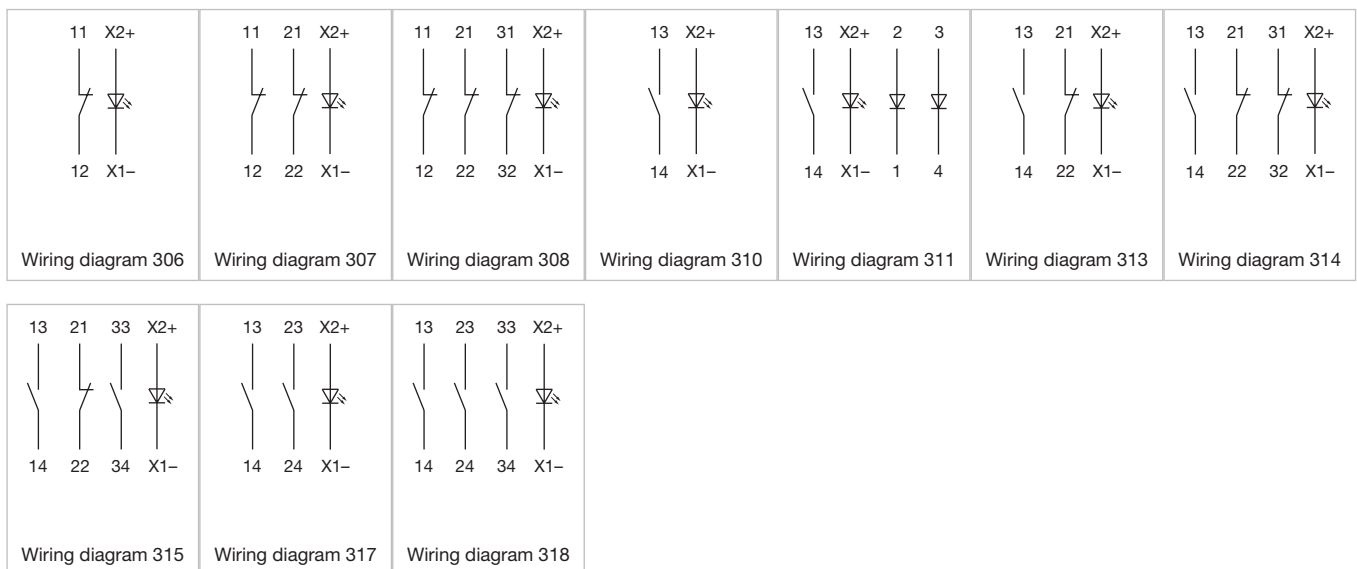 11 X2+
11 21 X2+
11 21 31 X2+
13 X2+
13 X2+ 2 3
13 21 X2+
13 21 31 X2+
12 X1–
12 22 X1–
12 22 32 X1–
14 X1–
14 X1– 1 4
14 22 X1–
14 22 32 X1–
Wiring diagram 306
Wiring diagram 307
Wiring diagram 308
Wiring diagram 310
Wiring diagram 311
Wiring diagram 313
Wiring diagram 314
13 21 33 X2+
13 23 X2+
13 23 33 X2+
14 22 34 X1–
14 24 X1–
14 24 34 X1–
Wiring diagram 315
Wiring diagram 317
Wiring diagram 318